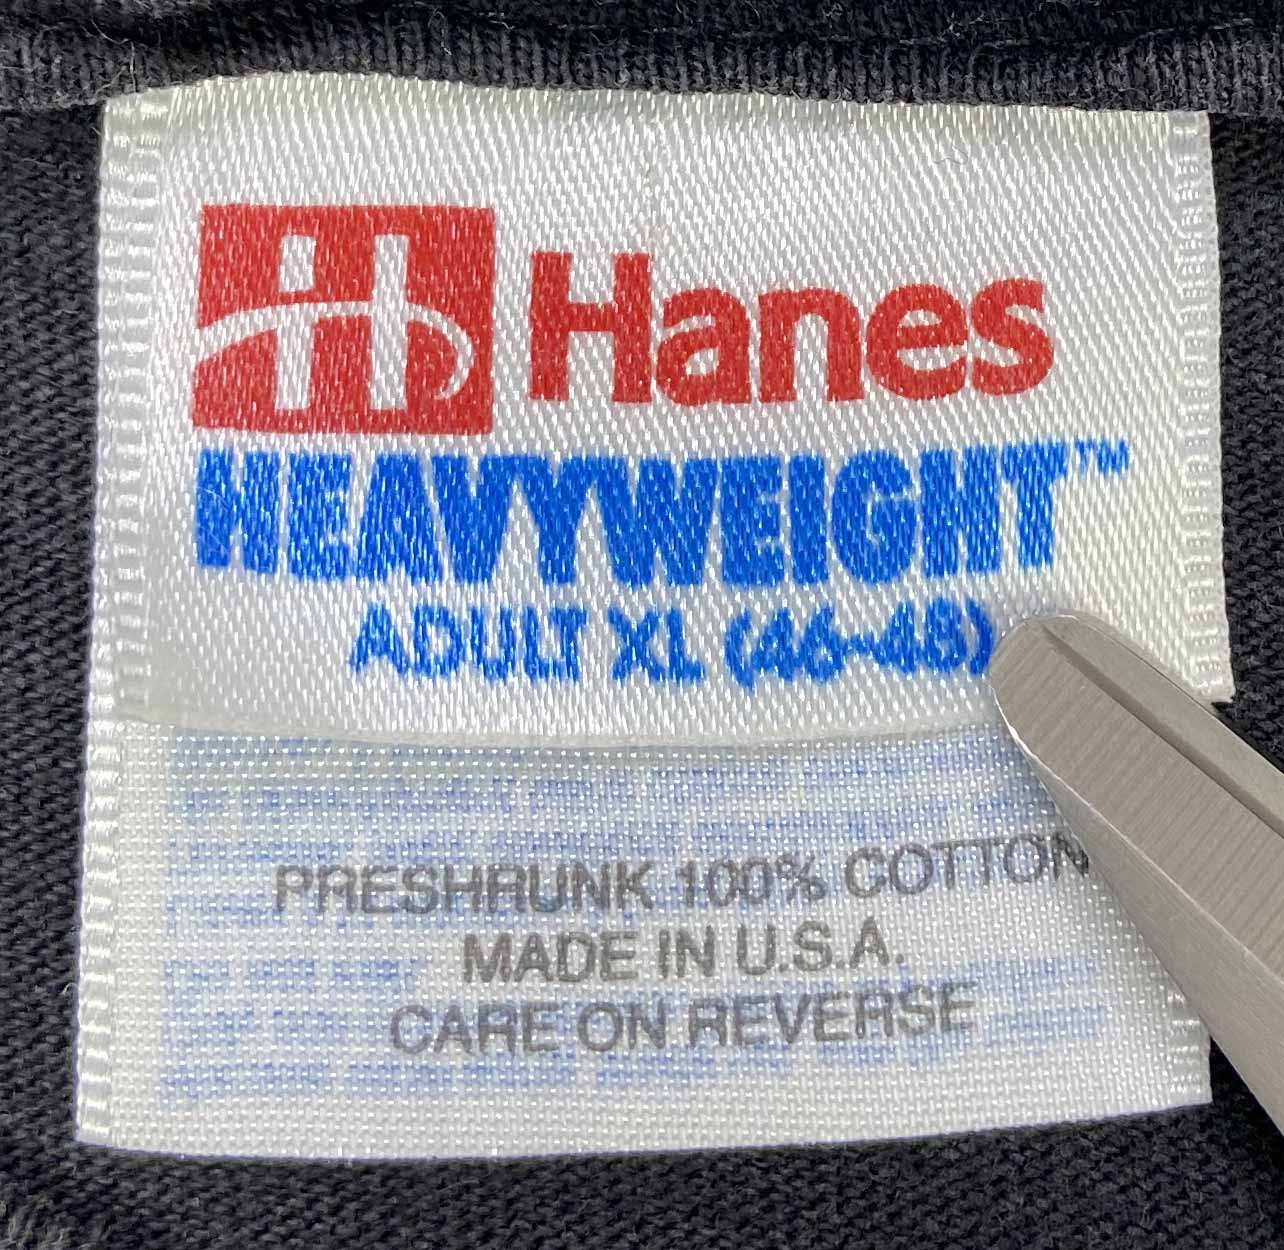 Hanes
HEAVYWEIGHT™
ADULT XL (46-48)
PRESHRUNK 100% COTTON
MADE IN U.S.A.
CARE ON REVERSE